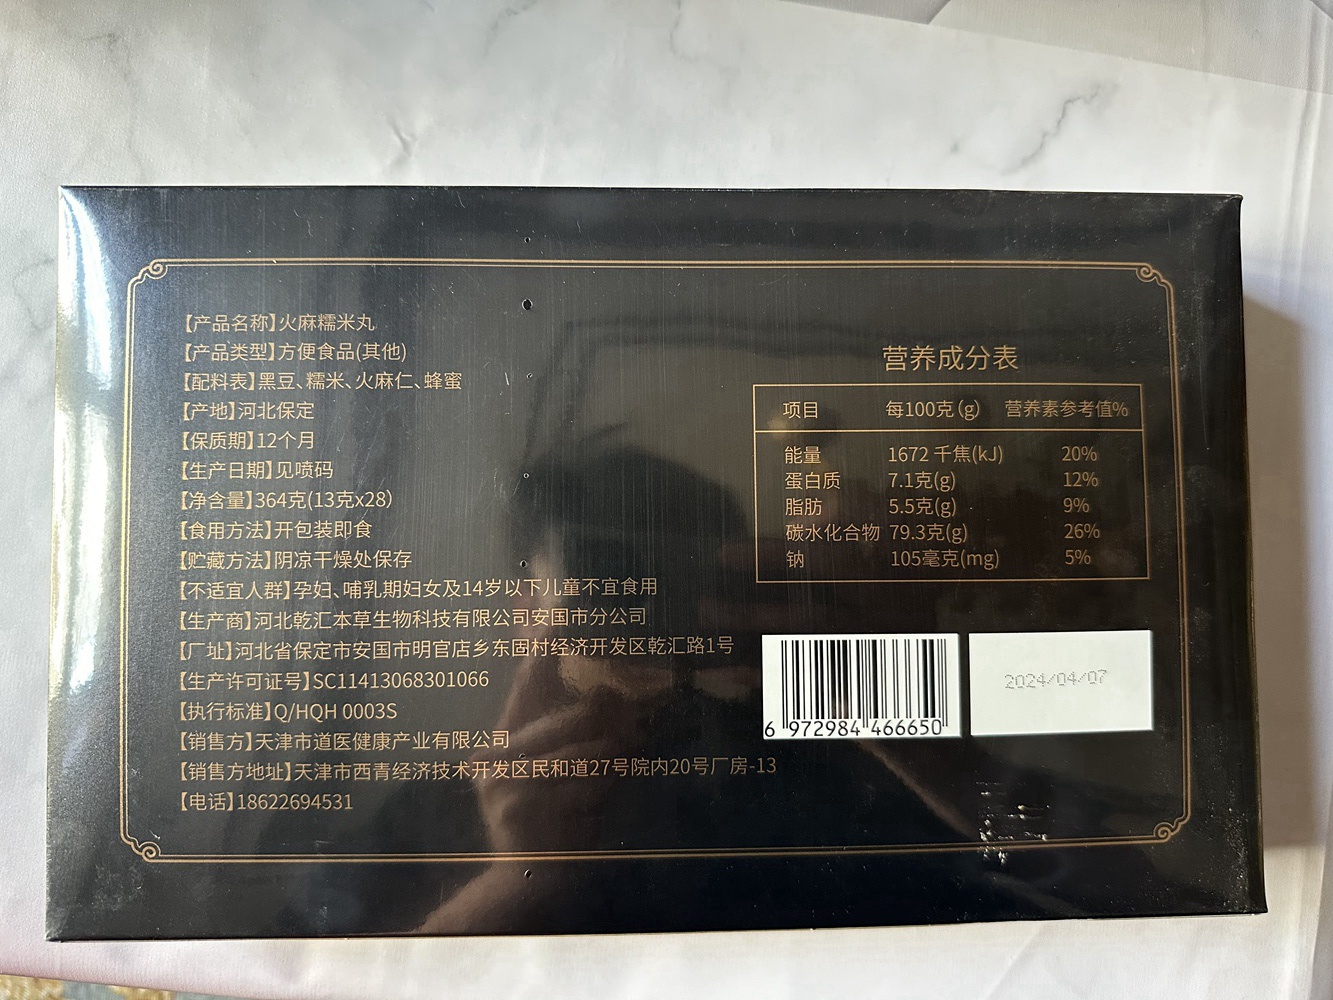 【产品名称】火麻糯米丸
【产品类型】方便食品(其他)
【配料表】黑豆、糯米、火麻仁、蜂蜜
【产地】河北保定
【保质期】12个月
【生产日期】见喷码
【净含量】364克(13克x28)
【食用方法】开包装即食
【贮藏方法】阴凉干燥处保存
【不适宜人群】孕妇、哺乳期妇女及14岁以下儿童不宜食用
【生产商】河北乾汇本草生物科技有限公司安国市分公司
【厂址】河北省保定市安国市明官店乡东固村经济开发区乾汇路1号
【生产许可证号】SC11413068301066
【执行标准】Q/HQH 0003S
【销售方】天津市道医健康产业有限公司
【销售方地址】天津市西青经济技术开发区民和道27号院内20号厂房-13
【电话】18622694531
营养成分表
项目 每100克(g) 营养素参考值%
能量 1672 千焦(kJ) 20%
蛋白质 7.1克(g) 12%
脂肪 5.5克(g) 9%
碳水化合物 79.3克(g) 26%
钠 105毫克(mg) 5%
6 972984 466650
2024/04/07